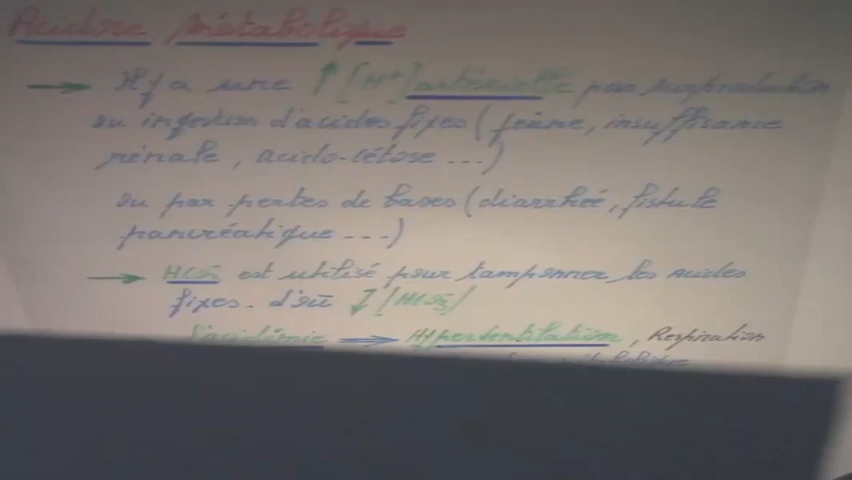 Acidose métabolique
→ Il y a une ↑ [H+] artérielle par surproduction
ou ingestion d'acides fixes (jeûne, insuffisance
rénale, acido-cétose ...)
ou par pertes de bases (diarrhée, fistule
pancréatique ...)
→ HCO3- est utilisé pour tamponner les acides
fixes. d'où ↓ [HCO3-]
l'acidémie ⇒ Hyperventilation, Respiration